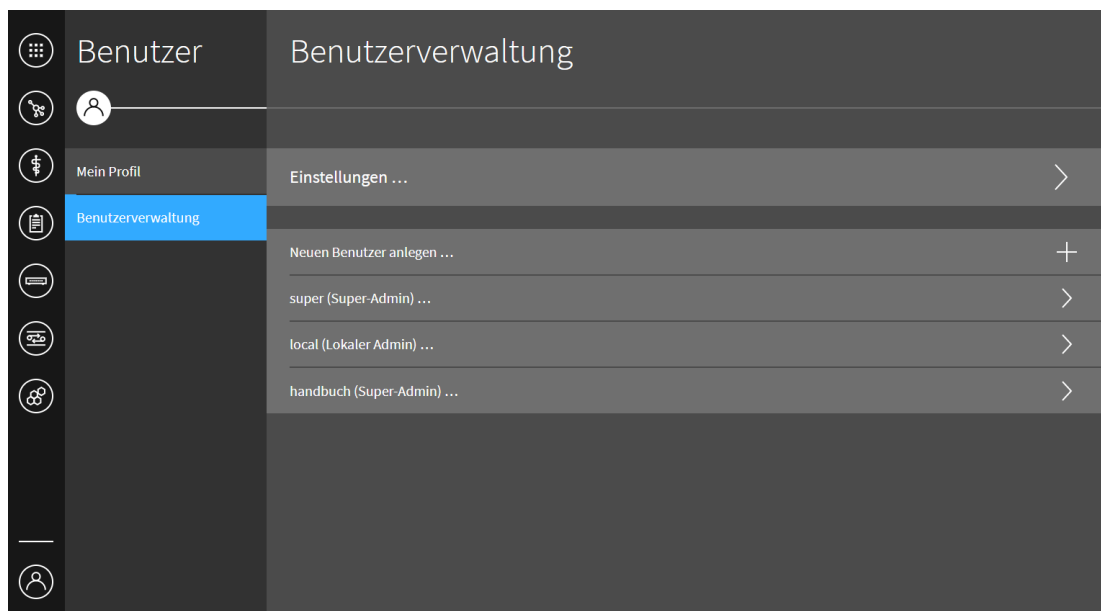 Benutzer
Benutzerverwaltung
Mein Profil
Benutzerverwaltung
Einstellungen …
Neuen Benutzer anlegen …
super (Super-Admin) …
local (Lokaler Admin) …
handbuch (Super-Admin) …